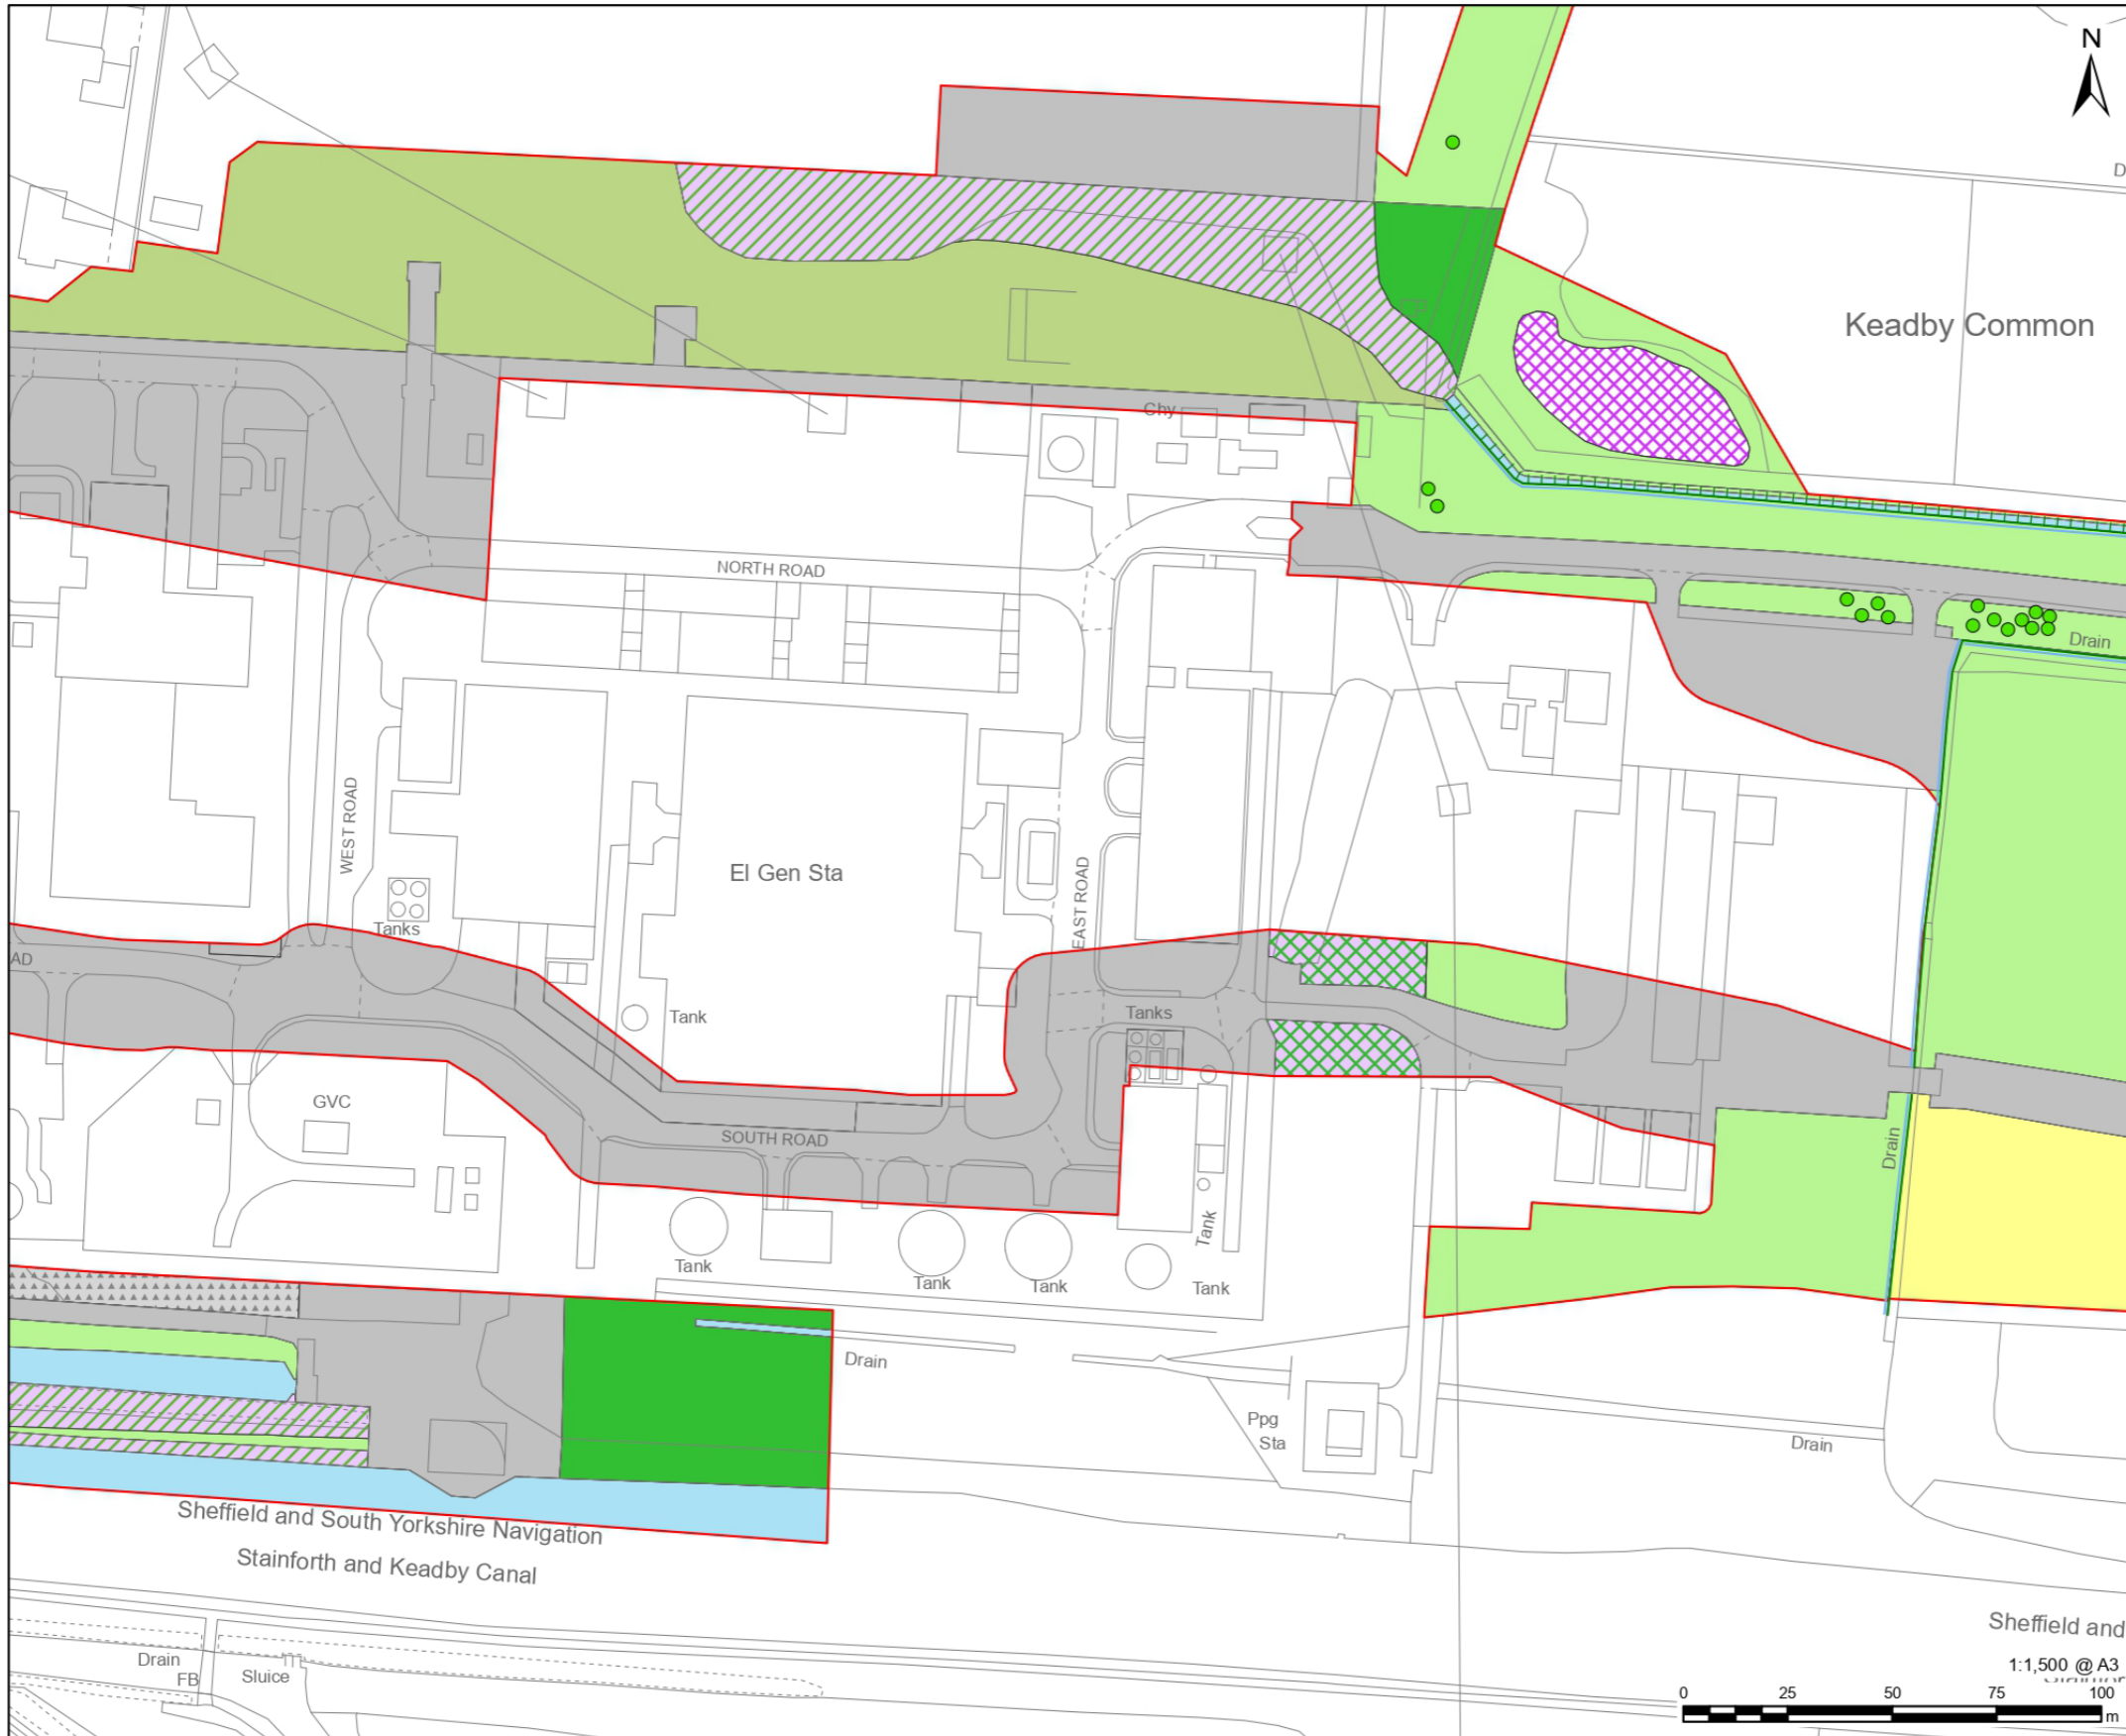 N
D
Keadby Common
Chy
NORTH ROAD
Drain
WEST ROAD
El Gen Sta
EAST ROAD
Tanks
AD
Tank
Tanks
GVC
SOUTH ROAD
Drain
Tank
Tank
Tank
Tank
Tank
Drain
Ppg
Sta
Drain
Sheffield and South Yorkshire Navigation
Stainforth and Keadby Canal
Sheffield and
Drain
FB
Sluice
1:1,500 @ A3
0 25 50 75 100
m